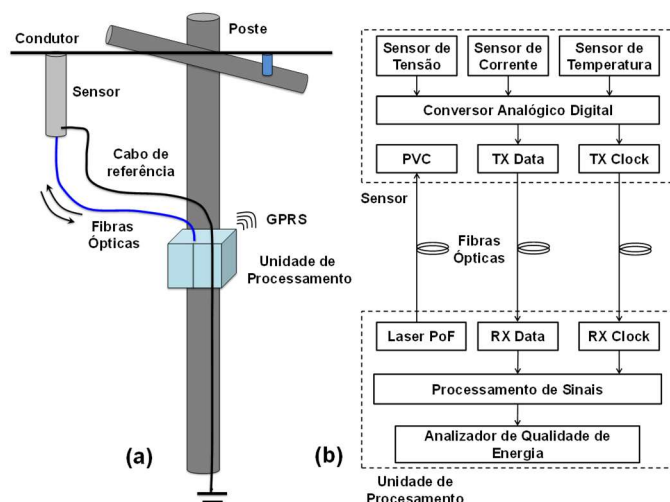 Poste
Condutor
Sensor
Cabo de
referência
GPRS
Fibras
Ópticas
Unidade de
Processamento
(a)
Sensor de
Tensão
Sensor de
Corrente
Sensor de
Temperatura
Conversor Analógico Digital
PVC
TX Data
TX Clock
Sensor
Fibras
Ópticas
Laser PoF
RX Data
RX Clock
Processamento de Sinais
Analizador de Qualidade de
Energia
(b)
Unidade de
Procesamento